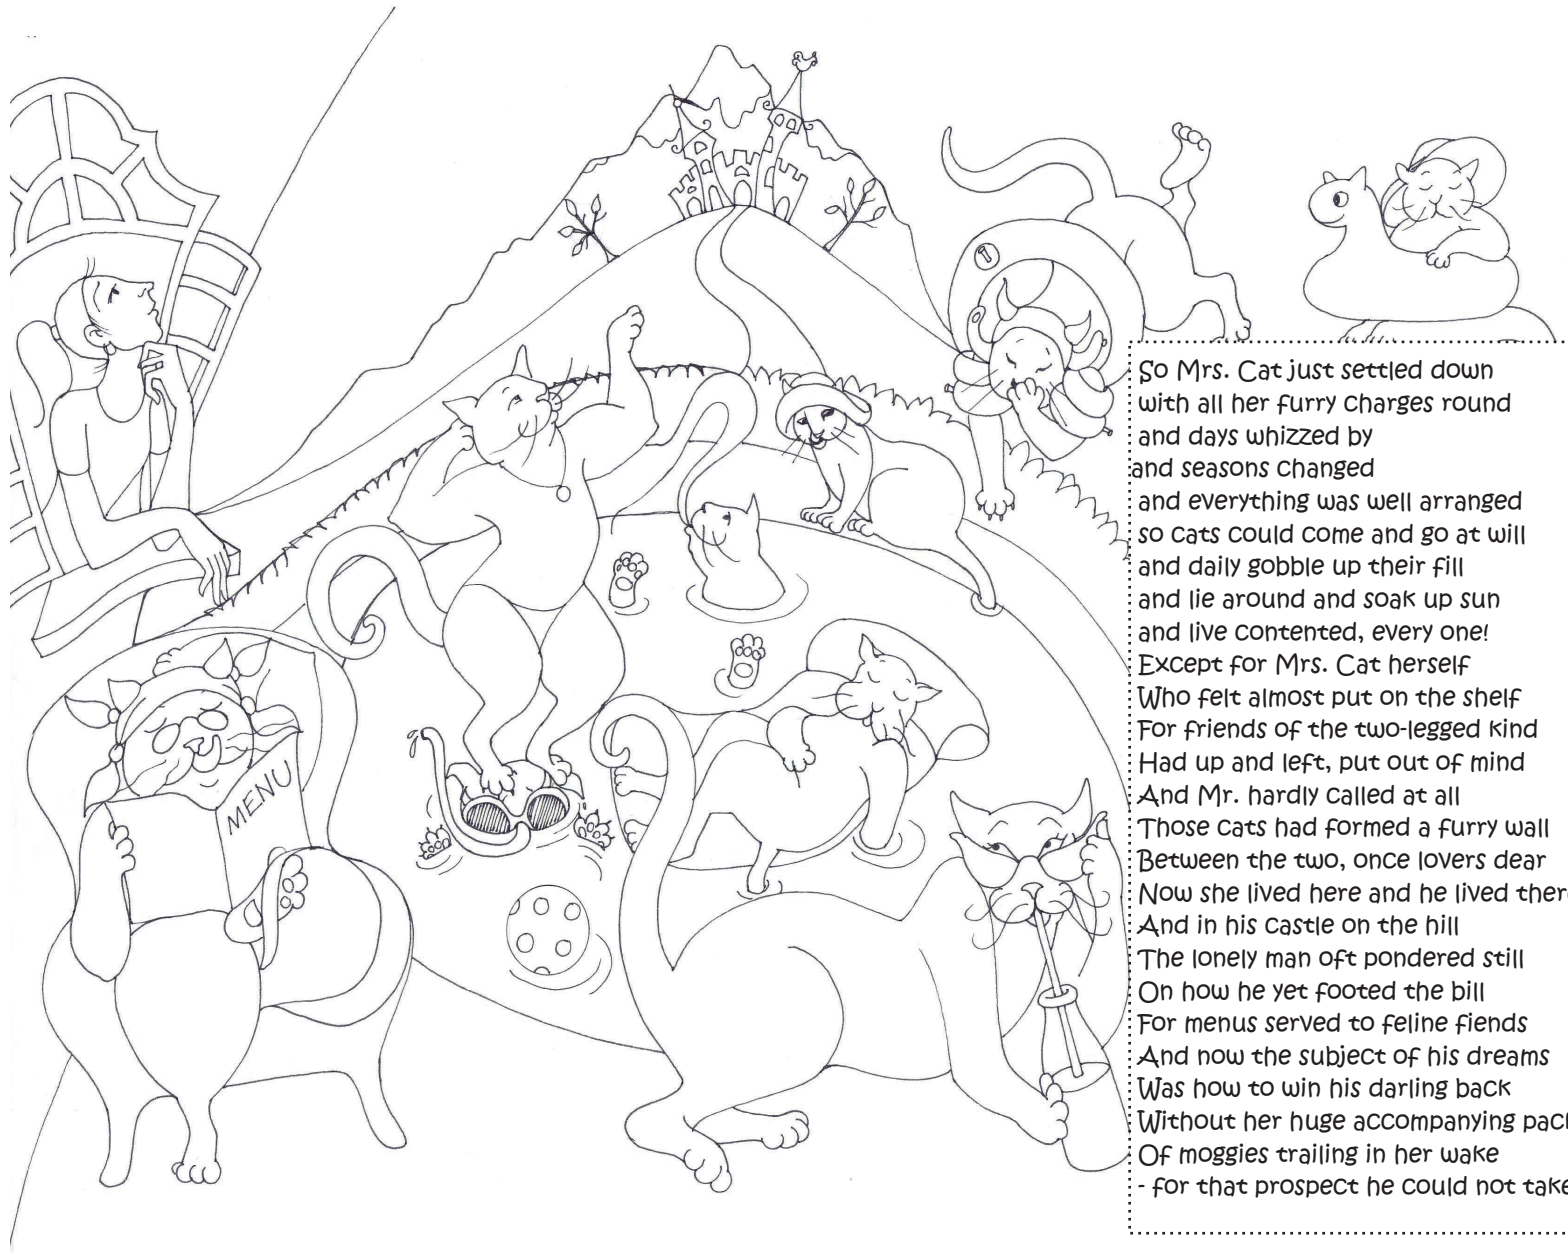 MENU
So Mrs. Cat just settled down
with all her furry charges round
and days whizzed by
and seasons changed
and everything was well arranged
so cats could come and go at will
and daily gobble up their fill
and lie around and soak up sun
and live contented, every one!
Except for Mrs. Cat herself
Who felt almost put on the shelf
For friends of the two-legged kind
Had up and left, put out of mind
And Mr. hardly called at all
Those cats had formed a furry wall
Between the two, once lovers dear
Now she lived here and he lived there
And in his castle on the hill
The lonely man oft pondered still
On how he yet footed the bill
For menus served to feline fiends
And now the subject of his dreams
Was how to win his darling back
Without her huge accompanying pack
Of moggies trailing in her wake
- for that prospect he could not take